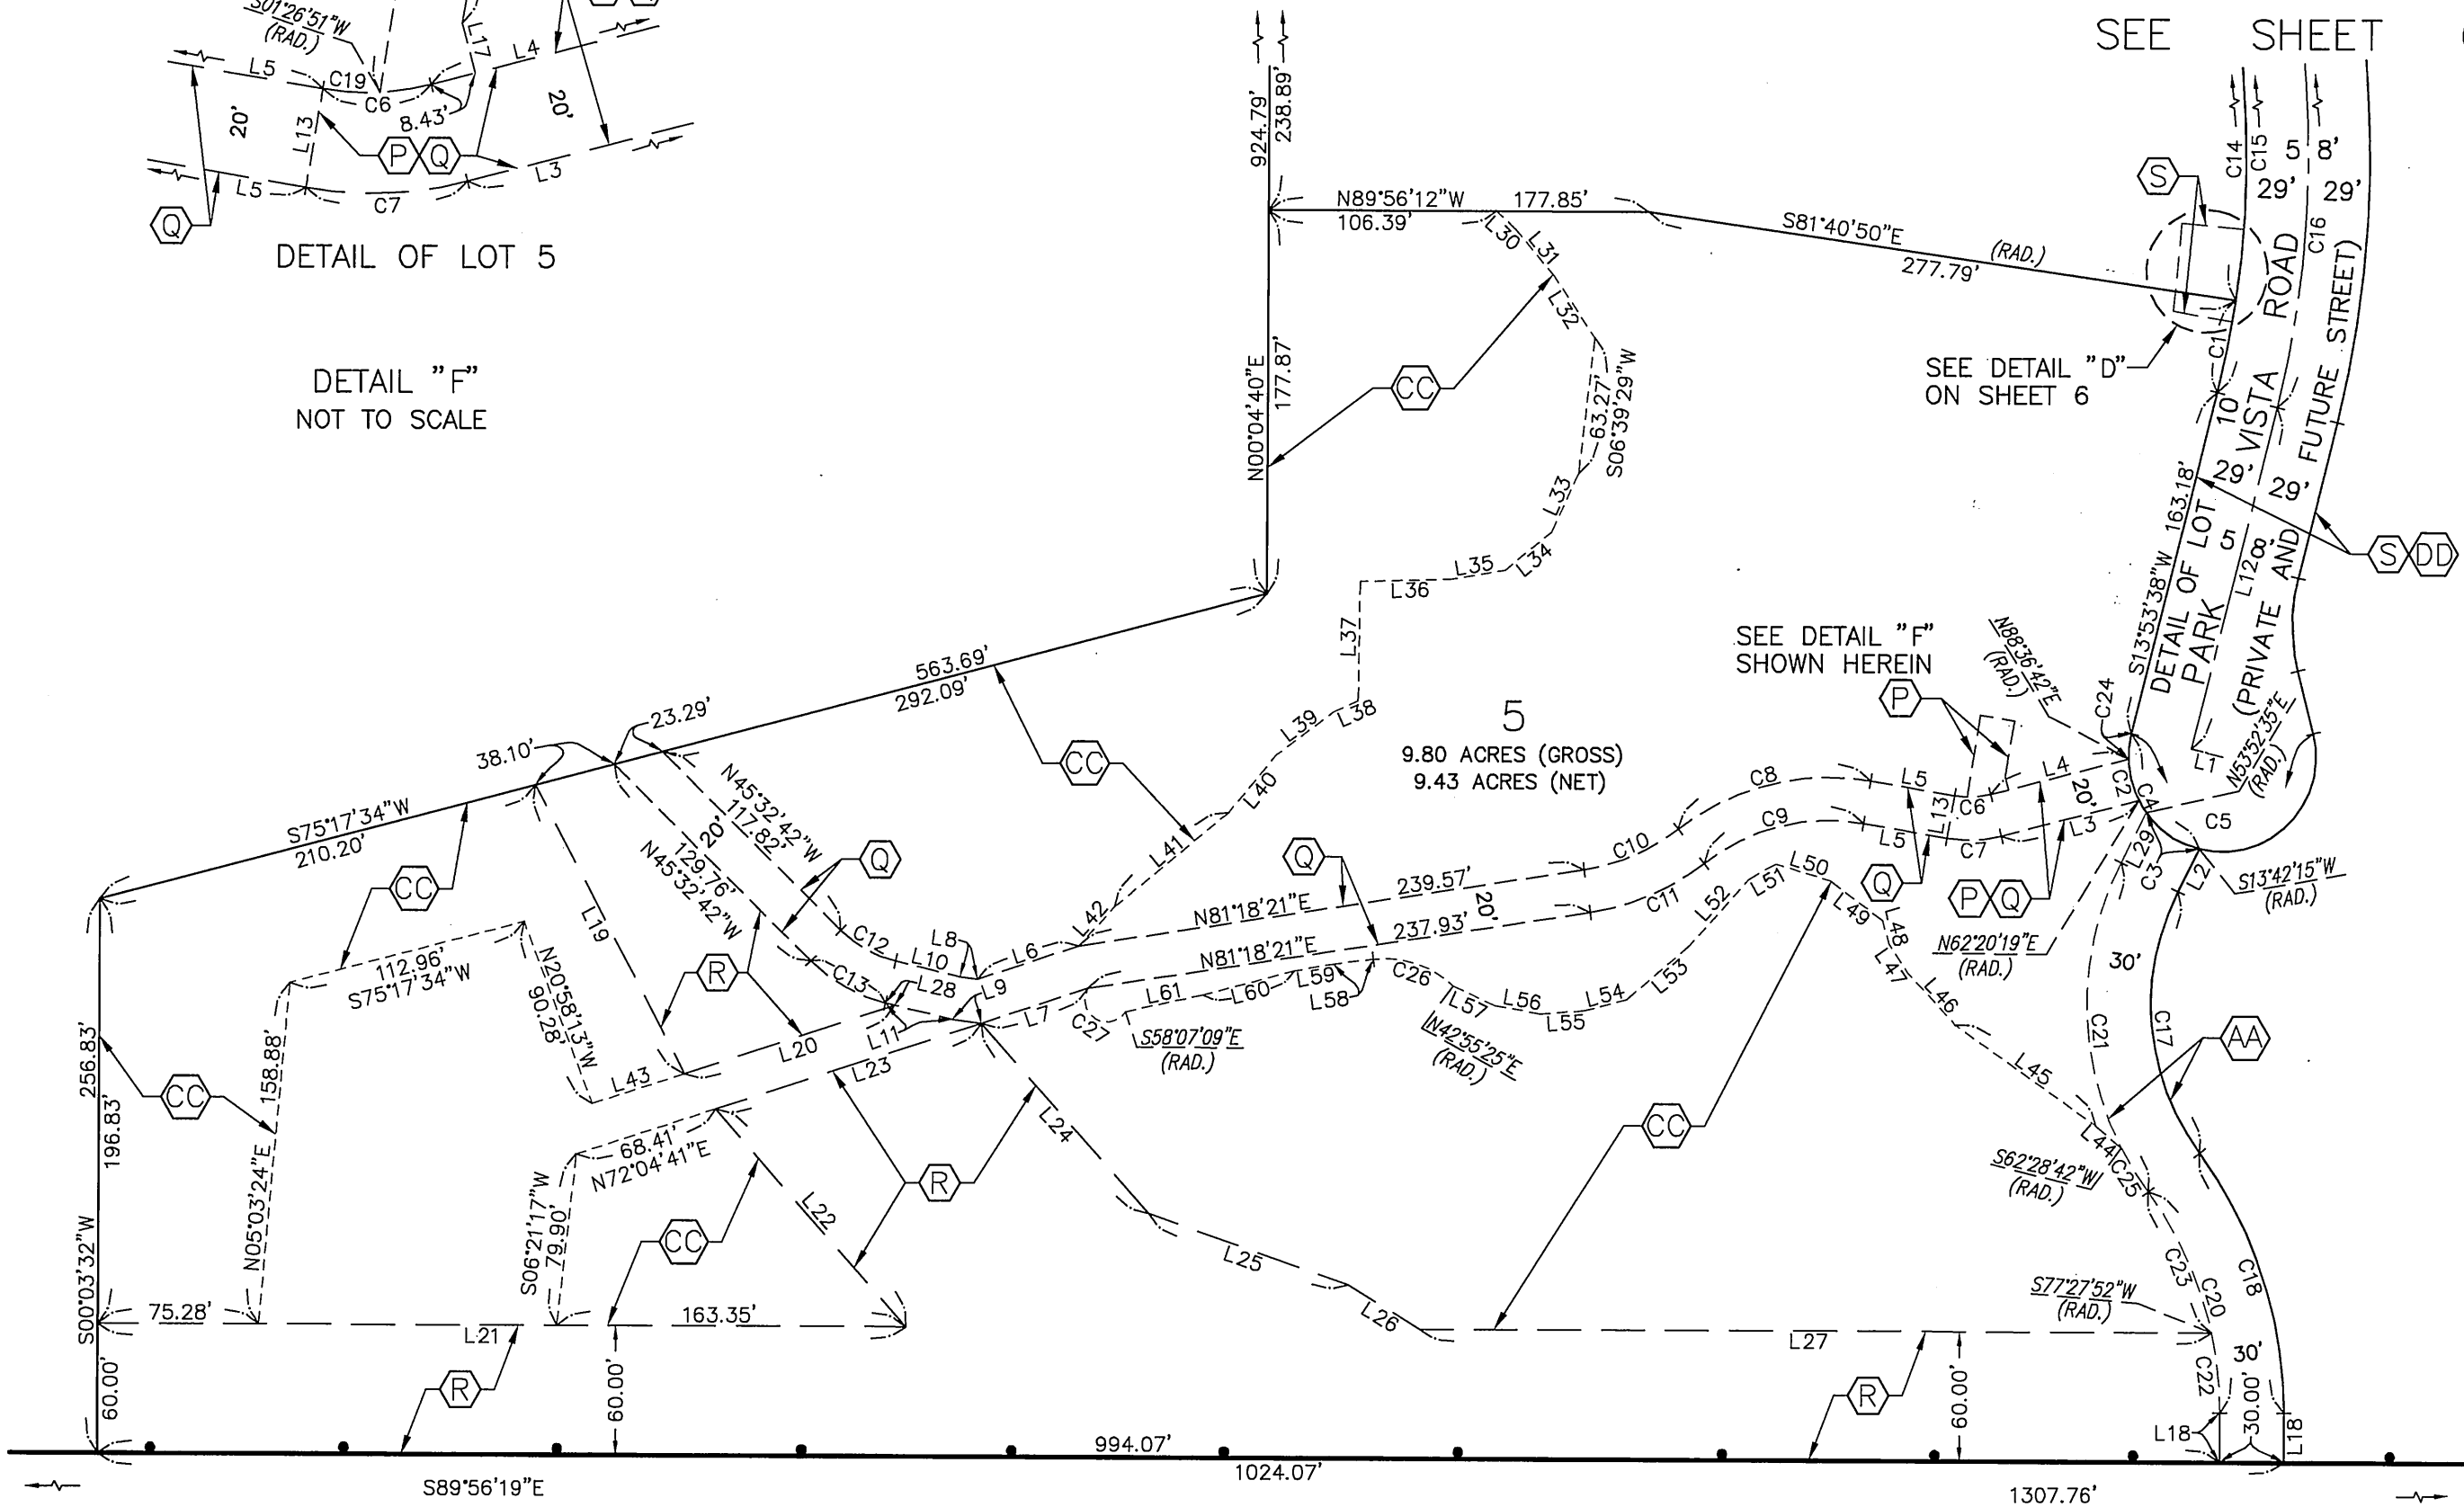 S01°26'51"W
(RAD.)
L17
L4
L5
C19
C6
8.43'
20'
20'
L13
P Q
L3
L5
C7
Q
DETAIL OF LOT 5
DETAIL "F"
NOT TO SCALE
924.79'
238.89'
SEE SHEET
N89°56'12"W 177.85'
106.39'
L30
L31
L32
S81°40'50"E (RAD.)
277.79'
S
C14
C15
5 8'
29' 29'
C16
C1
SEE DETAIL "D"
ON SHEET 6
10'
29' 29'
PARK VISTA ROAD
(PRIVATE AND FUTURE STREET)
DETAIL OF LOT 5
L12
8'
S13°53'38"W 163.18'
S DD
N00°04'40"E
177.87'
CC
63.27'
S06°39'29"W
L33
L34
L35
L36
L37
L38
L39
L40
L41
L42
563.69'
292.09'
23.29'
38.10'
S75°17'34"W
210.20'
CC
CC
5
9.80 ACRES (GROSS)
9.43 ACRES (NET)
SEE DETAIL "F"
SHOWN HEREIN
P
N88°36'42"E
(RAD.)
C24
L1
N53°52'35"E
(RAD.)
C2
C4
C5
C8
L5
C6
L4
20'
L13
C9
L5
C7
L3
C10
C11
Q
P Q
L29
C3
L2
S13°42'15"W
(RAD.)
N62°20'19"E
(RAD.)
N45°32'42"W
117.82'
20'
129.76'
N45°32'42"W
Q
Q
C12
L10
L8
L6
C13
L28
L9
L11
L7
N81°18'21"E
239.57'
20'
237.93'
N81°18'21"E
L59
L58
C26
L60
L61
C27
S58°07'09"E
(RAD.)
L57
L56
L55
L54
L53
L52
L51
L50
L49
L48
L47
L46
L45
L44
N42°55'25"E
(RAD.)
30'
C21
C17
AA
C25
S62°28'42"W
(RAD.)
L19
R
L20
L23
L43
112.96'
S75°17'34"W
N20°58'13"W
90.28'
256.83'
196.83'
CC
158.88'
N05°03'24"E
S00°03'32"W
68.41'
N72°04'41"E
S06°21'17"W
79.90'
CC
L22
R
L24
L25
L26
CC
C23
C20
C18
S77°27'52"W
(RAD.)
75.28'
L21
163.35'
L27
60.00'
R
60.00'
R
60.00'
C22
30'
30.00'
L18
L18
994.07'
1024.07'
S89°56'19"E
1307.76'